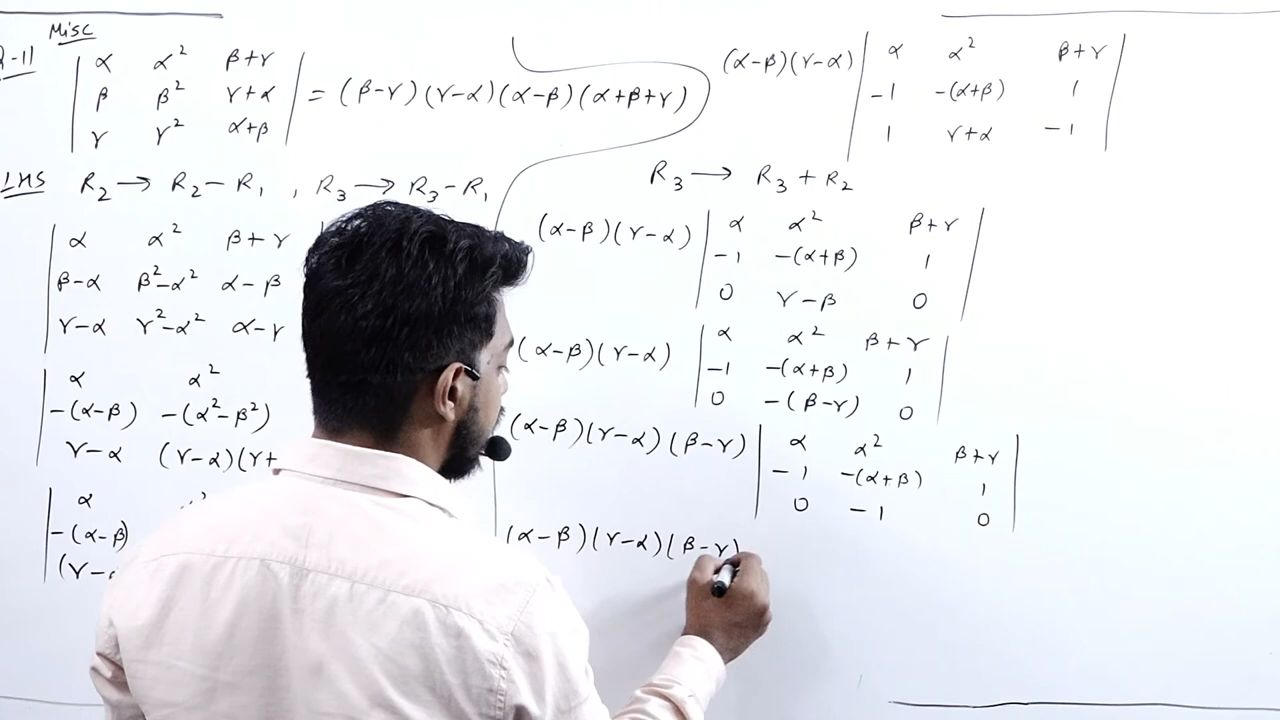 Misc
Q-11
| α α² β+γ |
| β β² γ+α | = (β-γ)(γ-α)(α-β)(α+β+γ)
| γ γ² α+β |
LHS R₂ → R₂ - R₁ , R₃ → R₃ - R₁
| α α² β+γ
| β-α β²-α² α-β
| γ-α γ²-α² α-γ
| α α²
| -(α-β) -(α²-β²)
| γ-α (γ-α)(γ+
| α
| -(α-β)
| (γ-
(α-β)(γ-α) | α α² β+γ |
| -1 -(α+β) 1 |
| 1 γ+α -1 |
R₃ → R₃ + R₂
(α-β)(γ-α) | α α² β+γ |
| -1 -(α+β) 1 |
| 0 γ-β 0 |
(α-β)(γ-α) | α α² β+γ |
| -1 -(α+β) 1 |
| 0 -(β-γ) 0 |
(α-β)(γ-α)(β-γ) | α α² β+γ |
| -1 -(α+β) 1 |
| 0 -1 0 |
(α-β)(γ-α)(β-γ)